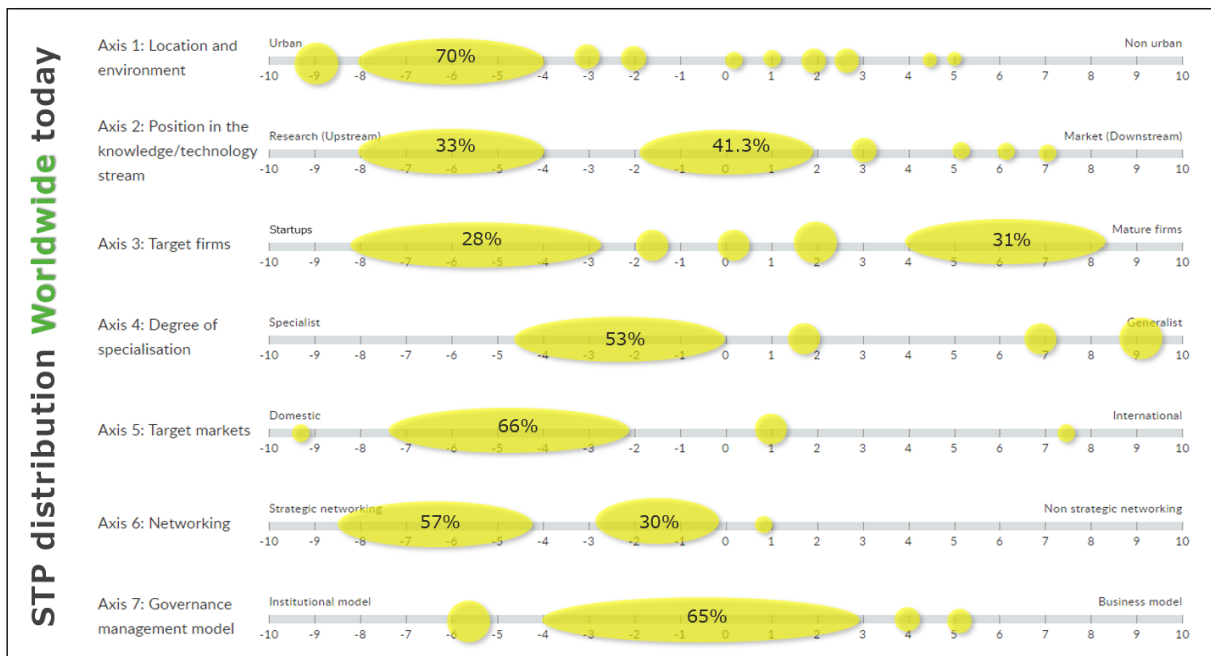 STP distribution Worldwide today
Axis 1: Location and
environment
Urban
Non urban
70%
-10 -9 -8 -7 -6 -5 -4 -3 -2 -1 0 1 2 3 4 5 6 7 8 9 10
Axis 2: Position in the
knowledge/technology
stream
Research (Upstream)
Market (Downstream)
33%
41.3%
-10 -9 -8 -7 -6 -5 -4 -3 -2 -1 0 1 2 3 4 5 6 7 8 9 10
Axis 3: Target firms
Startups
Mature firms
28%
31%
-10 -9 -8 -7 -6 -5 -4 -3 -2 -1 0 1 2 3 4 5 6 7 8 9 10
Axis 4: Degree of
specialisation
Specialist
Generalist
53%
-10 -9 -8 -7 -6 -5 -4 -3 -2 -1 0 1 2 3 4 5 6 7 8 9 10
Axis 5: Target markets
Domestic
International
66%
-10 -9 -8 -7 -6 -5 -4 -3 -2 -1 0 1 2 3 4 5 6 7 8 9 10
Axis 6: Networking
Strategic networking
Non strategic networking
57%
30%
-10 -9 -8 -7 -6 -5 -4 -3 -2 -1 0 1 2 3 4 5 6 7 8 9 10
Axis 7: Governance
management model
Institutional model
Business model
65%
-10 -9 -8 -7 -6 -5 -4 -3 -2 -1 0 1 2 3 4 5 6 7 8 9 10